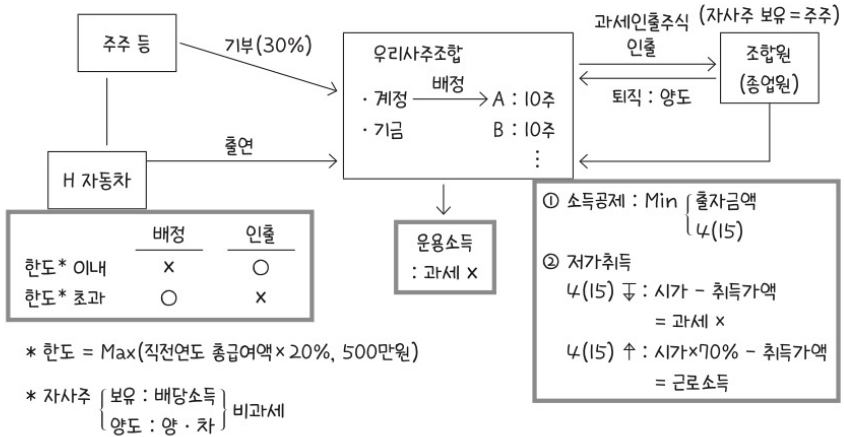 주주 등
기부(30%)
우리사주조합
· 계정
배정
A : 10주
· 기금
B : 10주
⋮
과세인출주식 (자사주 보유 = 주주)
인출
퇴직 : 양도
조합원
(종업원)
출연
H 자동차
배정 인출
한도* 이내 × ○
한도* 초과 ○ ×
운용소득
: 과세 ×
① 소득공제 : Min { 출자금액
4(15)
② 저가취득
4(15) ↧ : 시가 - 취득가액
= 과세 ×
4(15) ↑ : 시가×70% - 취득가액
= 근로소득
* 한도 = Max(직전연도 총급여액×20%, 500만원)
* 자사주 { 보유 : 배당소득
양도 : 양 · 차 } 비과세